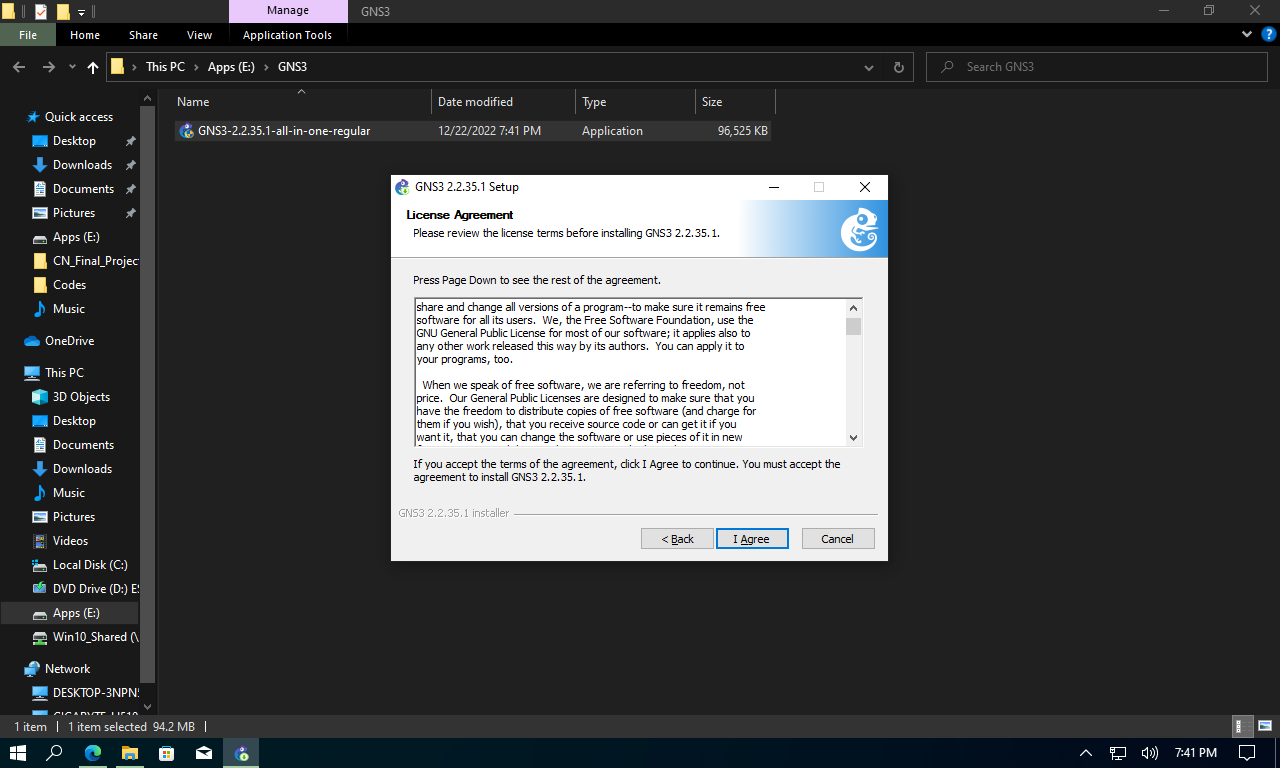 Manage
GNS3
File
Home
Share
View
Application Tools
This PC
Apps (E:)
GNS3
Search GNS3
Name
Date modified
Type
Size
GNS3-2.2.35.1-all-in-one-regular
12/22/2022 7:41 PM
Application
96,525 KB
Quick access
Desktop
Downloads
Documents
Pictures
Apps (E:)
CN_Final_Projec
Codes
Music
OneDrive
This PC
3D Objects
Desktop
Documents
Downloads
Music
Pictures
Videos
Local Disk (C:)
DVD Drive (D:) ES
Apps (E:)
Win10_Shared (\
Network
DESKTOP-3NPN5
GNS3 2.2.35.1 Setup
License Agreement
Please review the license terms before installing GNS3 2.2.35.1.
Press Page Down to see the rest of the agreement.
share and change all versions of a program--to make sure it remains free
software for all its users.  We, the Free Software Foundation, use the
GNU General Public License for most of our software; it applies also to
any other work released this way by its authors.  You can apply it to
your programs, too.
When we speak of free software, we are referring to freedom, not
price.  Our General Public Licenses are designed to make sure that you
have the freedom to distribute copies of free software (and charge for
them if you wish), that you receive source code or can get it if you
want it, that you can change the software or use pieces of it in new
If you accept the terms of the agreement, click I Agree to continue. You must accept the
agreement to install GNS3 2.2.35.1.
GNS3 2.2.35.1 installer
< Back
I Agree
Cancel
1 item
1 item selected
94.2 MB
7:41 PM